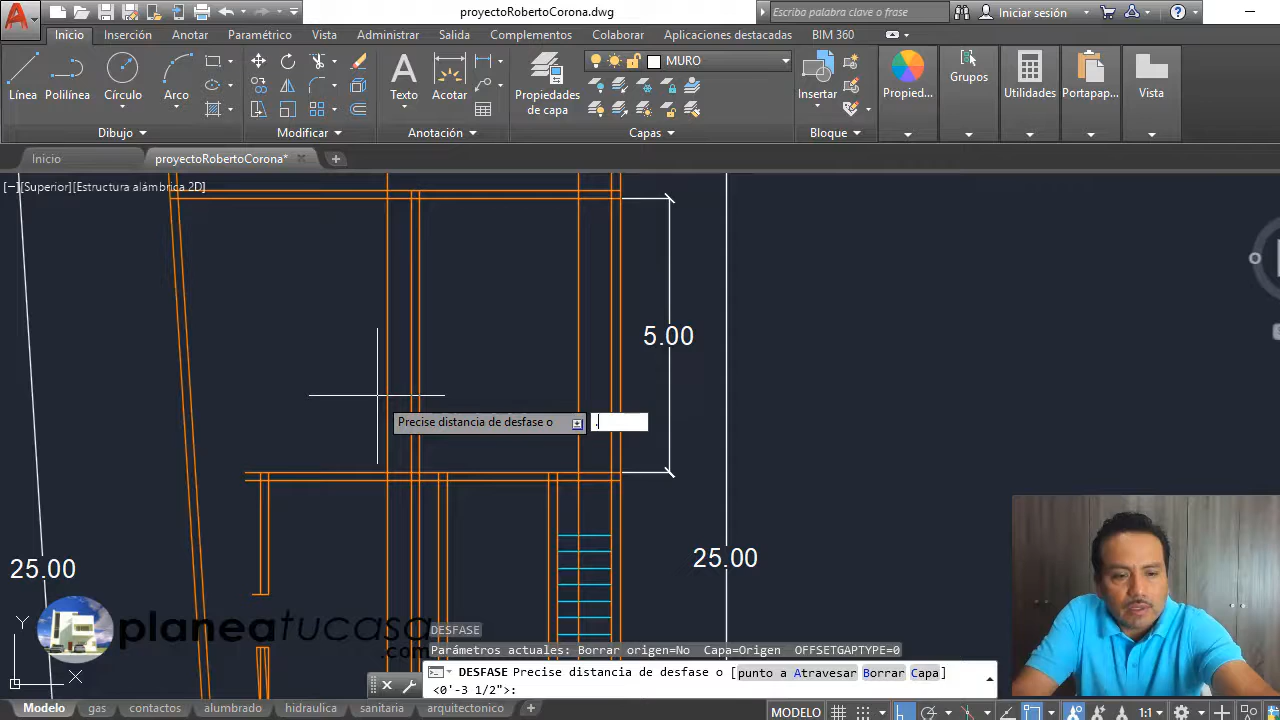 proyectoRobertoCorona.dwg
Escriba palabra clave o frase
Iniciar sesión
Inicio Inserción Anotar Paramétrico Vista Administrar Salida Complementos Colaborar Aplicaciones destacadas BIM 360
MURO
Línea Polilínea Círculo Arco
Texto Acotar
Propiedades
de capa
Insertar
Propied...
Grupos
Utilidades
Portapap...
Vista
Dibujo Modificar Anotación Capas Bloque
Inicio proyectoRobertoCorona*
[−][Superior][Estructura alámbrica 2D]
5.00
Precise distancia de desfase o .
25.00
25.00
planeatucasa
.com
Y
X
DESFASE
Parámetros actuales: Borrar origen=No Capa=Origen OFFSETGAPTYPE=0
DESFASE Precise distancia de desfase o [punto a Atravesar Borrar Capa]
<0'-3 1/2">:
Modelo gas contactos alumbrado hidraulica sanitaria arquitectonico
MODELO 1:1